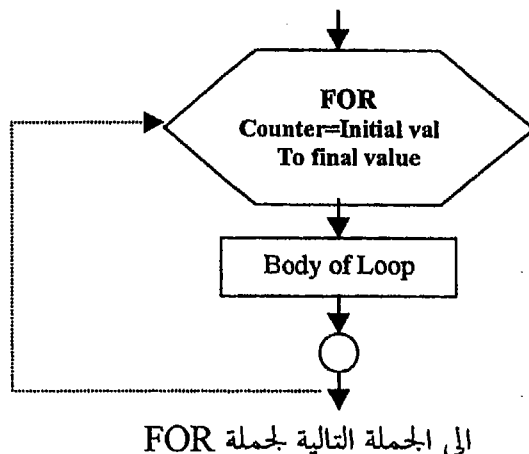 FOR
Counter=Initial val
To final value
Body of Loop
الى الجملة التالية لجملة FOR